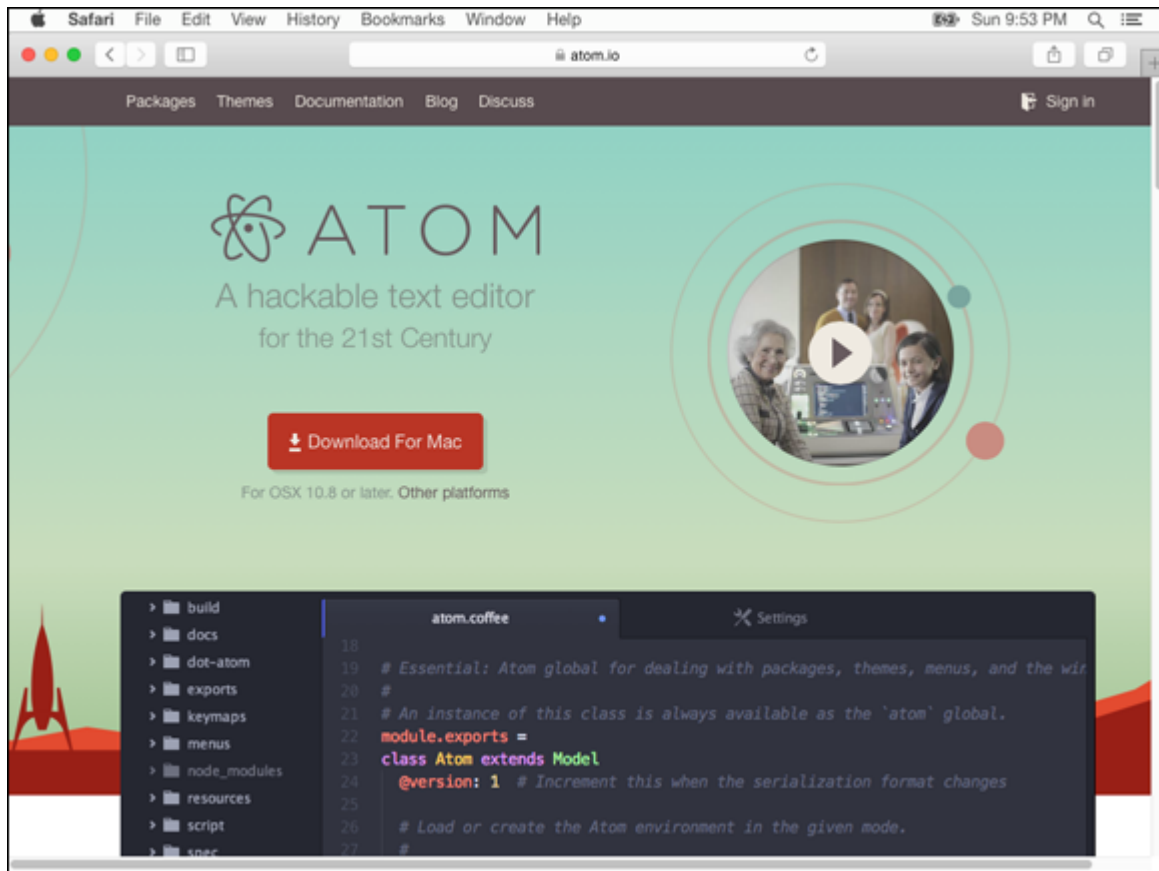 Safari File Edit View History Bookmarks Window Help Sun 9:53 PM
atom.io
Packages Themes Documentation Blog Discuss Sign in
ATOM
A hackable text editor
for the 21st Century
Download For Mac
For OSX 10.8 or later. Other platforms
build
docs
dot-atom
exports
keymaps
menus
node_modules
resources
script
spec
atom.coffee Settings
18
19 # Essential: Atom global for dealing with packages, themes, menus, and the win
20 #
21 # An instance of this class is always available as the `atom` global.
22 module.exports =
23 class Atom extends Model
24 @version: 1 # Increment this when the serialization format changes
25
26 # Load or create the Atom environment in the given mode.
27 #